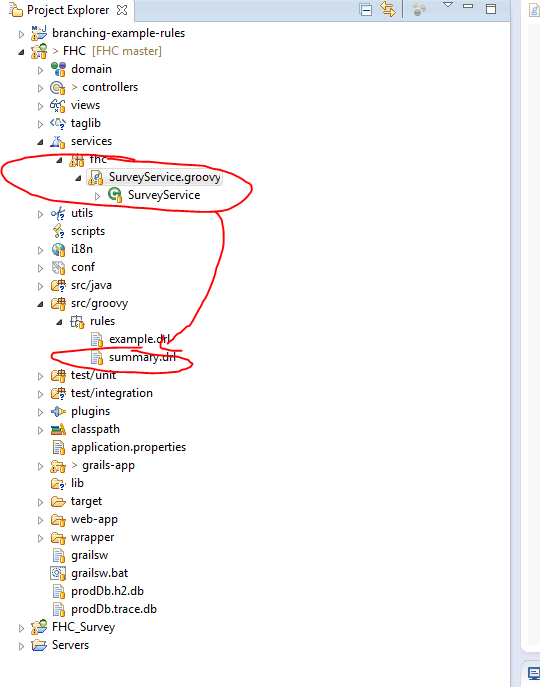 Project Explorer
branching-example-rules
> FHC [FHC master]
domain
> controllers
views
taglib
services
fhc
SurveyService.groovy
SurveyService
utils
scripts
i18n
conf
src/java
src/groovy
rules
example.drl
summary.drl
test/unit
test/integration
plugins
classpath
application.properties
> grails-app
lib
target
web-app
wrapper
grailsw
grailsw.bat
prodDb.h2.db
prodDb.trace.db
FHC_Survey
Servers